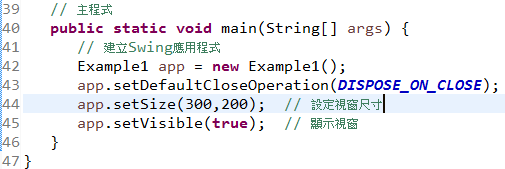 39 // 主程式
40 public static void main(String[] args) {
41 // 建立Swing應用程式
42 Example1 app = new Example1();
43 app.setDefaultCloseOperation(DISPOSE_ON_CLOSE);
44 app.setSize(300,200); // 設定視窗尺寸
45 app.setVisible(true); // 顯示視窗
46 }
47 }